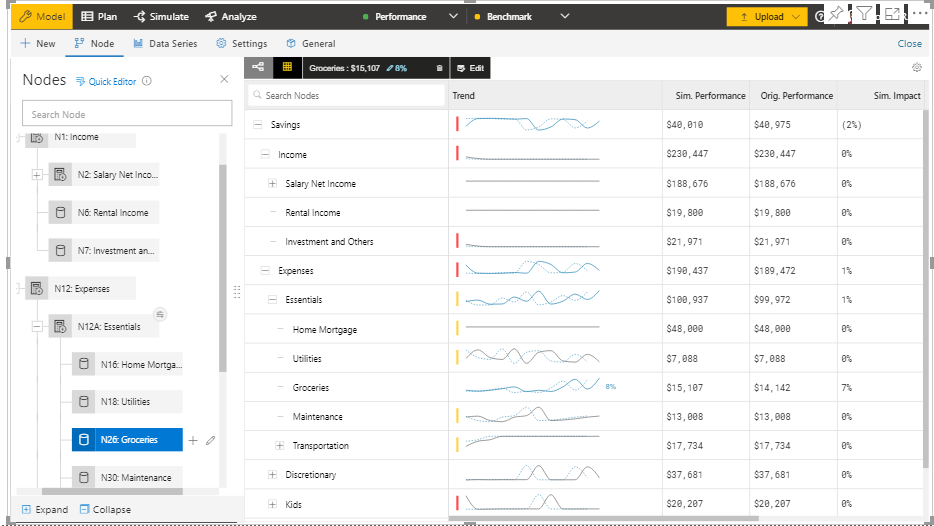 Model Plan Simulate Analyze Performance Benchmark Upload
New Node Data Series Settings General Close
Nodes Quick Editor
Search Node
N1: Income
N2: Salary Net Inco...
N6: Rental Income
N7: Investment an...
N12: Expenses
N12A: Essentials
N16: Home Mortga...
N18: Utilities
N26: Groceries
N30: Maintenance
Expand Collapse
Groceries : $15,107 8% Edit
Search Nodes Trend Sim. Performance Orig. Performance Sim. Impact
Savings $40,010 $40,975 (2%)
Income $230,447 $230,447 0%
Salary Net Income $188,676 $188,676 0%
Rental Income $19,800 $19,800 0%
Investment and Others $21,971 $21,971 0%
Expenses $190,437 $189,472 1%
Essentials $100,937 $99,972 1%
Home Mortgage $48,000 $48,000 0%
Utilities $7,088 $7,088 0%
Groceries 8% $15,107 $14,142 7%
Maintenance $13,008 $13,008 0%
Transportation $17,734 $17,734 0%
Discretionary $37,681 $37,681 0%
Kids $20,207 $20,207 0%